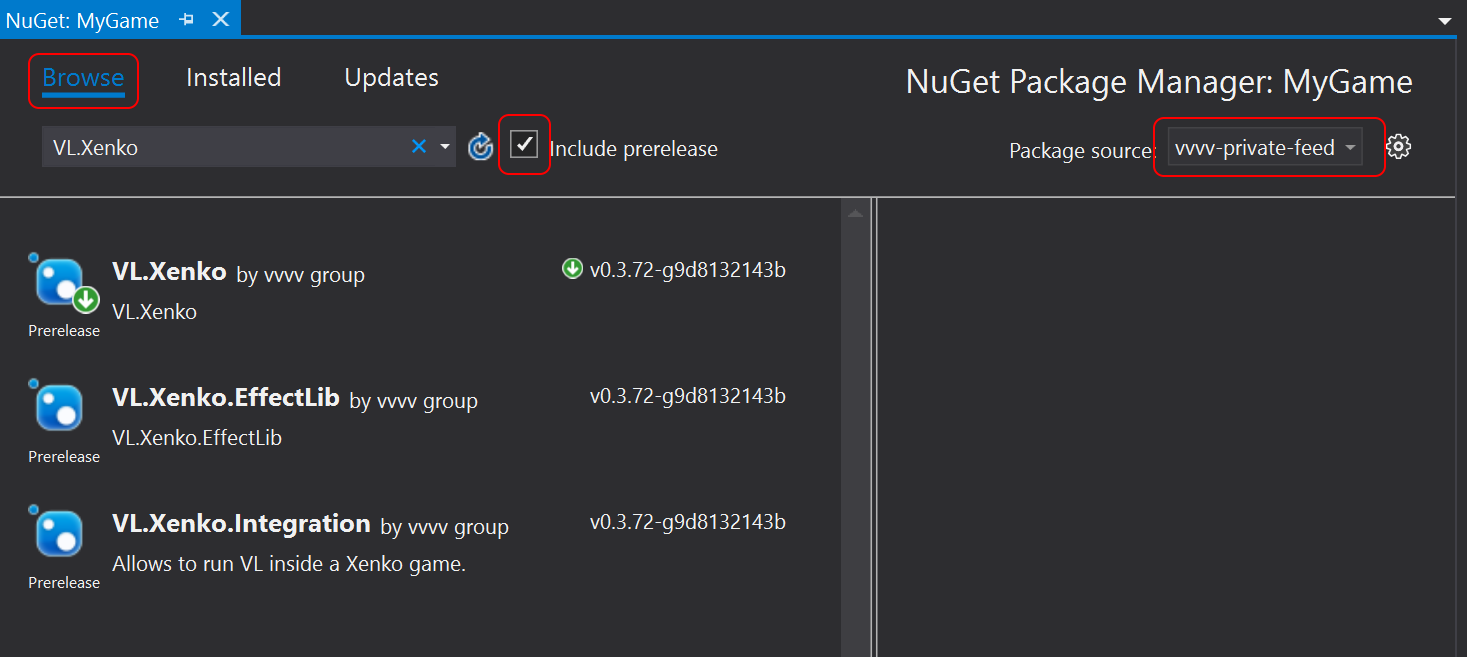 NuGet: MyGame
Browse Installed Updates
NuGet Package Manager: MyGame
VL.Xenko
Include prerelease
Package source: vvvv-private-feed
VL.Xenko by vvvv group v0.3.72-g9d8132143b
VL.Xenko
Prerelease
VL.Xenko.EffectLib by vvvv group v0.3.72-g9d8132143b
VL.Xenko.EffectLib
Prerelease
VL.Xenko.Integration by vvvv group v0.3.72-g9d8132143b
Allows to run VL inside a Xenko game.
Prerelease